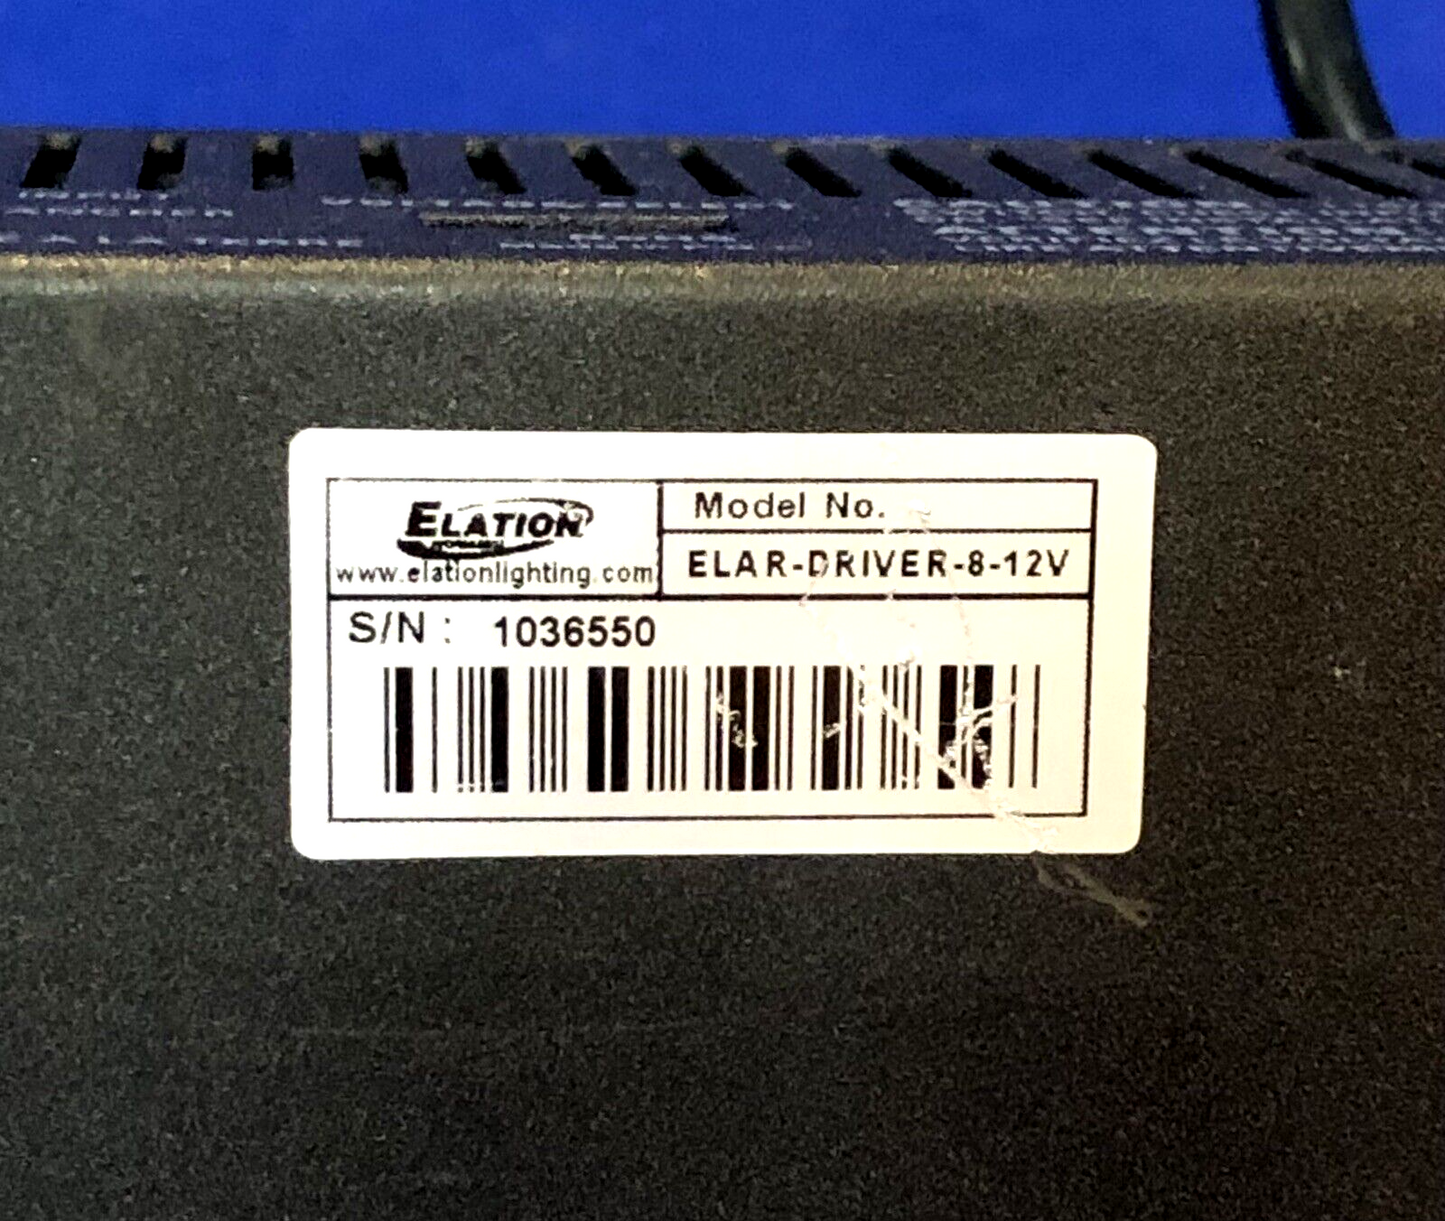 ELATION
www.elationlighting.com
Model No.
ELAR-DRIVER-8-12V
S/N : 1036550